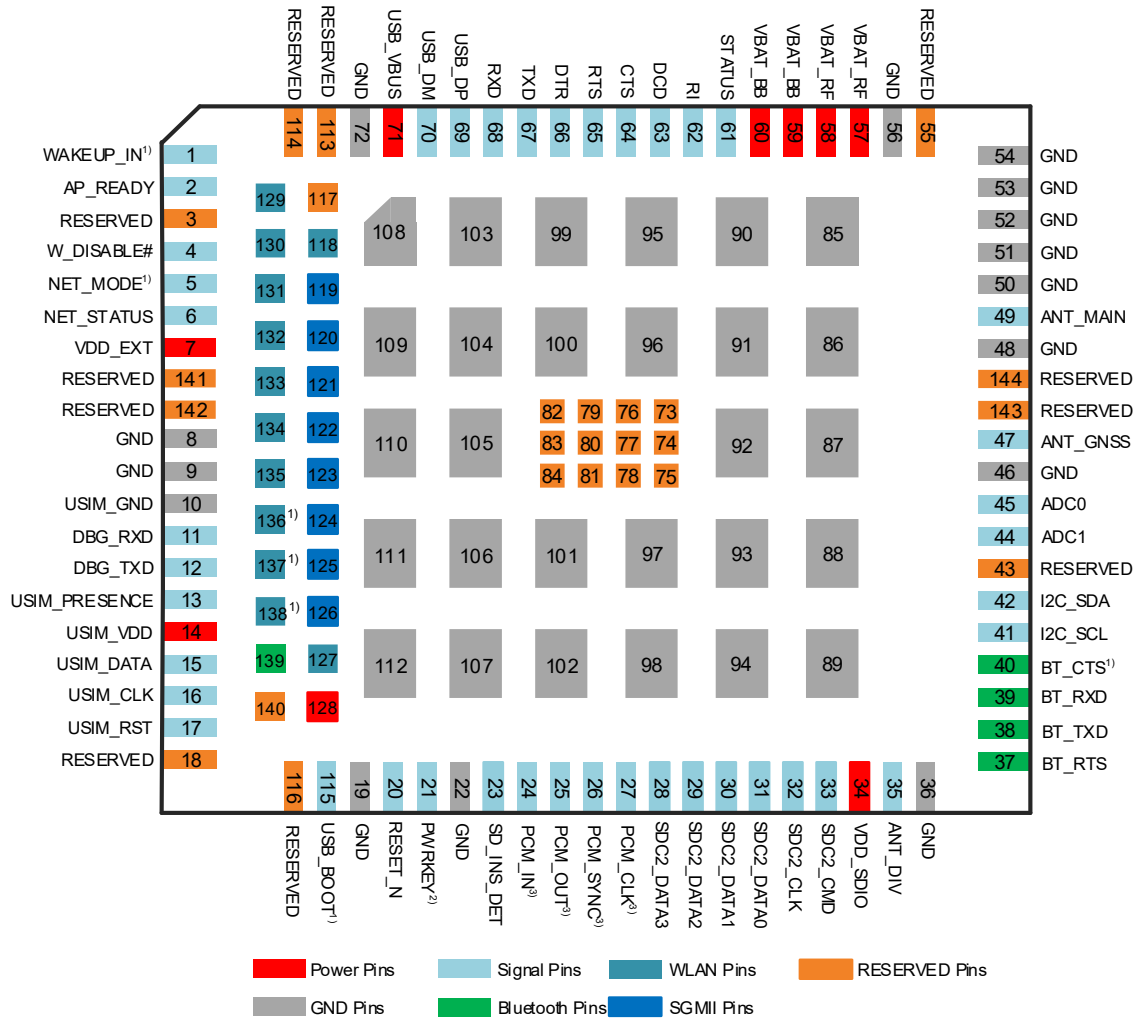 RESERVED
RESERVED
GND
USB_VBUS
USB_DM
USB_DP
RXD
TXD
DTR
RTS
CTS
DCD
RI
STATUS
VBAT_BB
VBAT_BB
VBAT_RF
VBAT_RF
GND
RESERVED
114 113 72 71 70 69 68 67 66 65 64 63 62 61 60 59 58 57 56 55
WAKEUP_IN1) 1
AP_READY 2
RESERVED 3
W_DISABLE# 4
NET_MODE1) 5
NET_STATUS 6
VDD_EXT 7
RESERVED 141
RESERVED 142
GND 8
GND 9
USIM_GND 10
DBG_RXD 11
DBG_TXD 12
USIM_PRESENCE 13
USIM_VDD 14
USIM_DATA 15
USIM_CLK 16
USIM_RST 17
RESERVED 18
129 117
130 118
131 119
132 120
133 121
134 122
135 123
136 1) 124
137 1) 125
138 1) 126
139 127
140 128
108 103 99 95 90 85
109 104 100 96 91 86
82 79 76 73
83 80 77 74
84 81 78 75
110 105 92 87
111 106 101 97 93 88
112 107 102 98 94 89
54 GND
53 GND
52 GND
51 GND
50 GND
49 ANT_MAIN
48 GND
144 RESERVED
143 RESERVED
47 ANT_GNSS
46 GND
45 ADC0
44 ADC1
43 RESERVED
42 I2C_SDA
41 I2C_SCL
40 BT_CTS1)
39 BT_RXD
38 BT_TXD
37 BT_RTS
116 115 19 20 21 22 23 24 25 26 27 28 29 30 31 32 33 34 35 36
RESERVED
USB_BOOT1)
GND
RESET_N
PWRKEY2)
GND
SD_INS_DET
PCM_IN3)
PCM_OUT3)
PCM_SYNC3)
PCM_CLK3)
SDC2_DATA3
SDC2_DATA2
SDC2_DATA1
SDC2_DATA0
SDC2_CLK
SDC2_CMD
VDD_SDIO
ANT_DIV
GND
Power Pins Signal Pins WLAN Pins RESERVED Pins
GND Pins Bluetooth Pins SGMII Pins